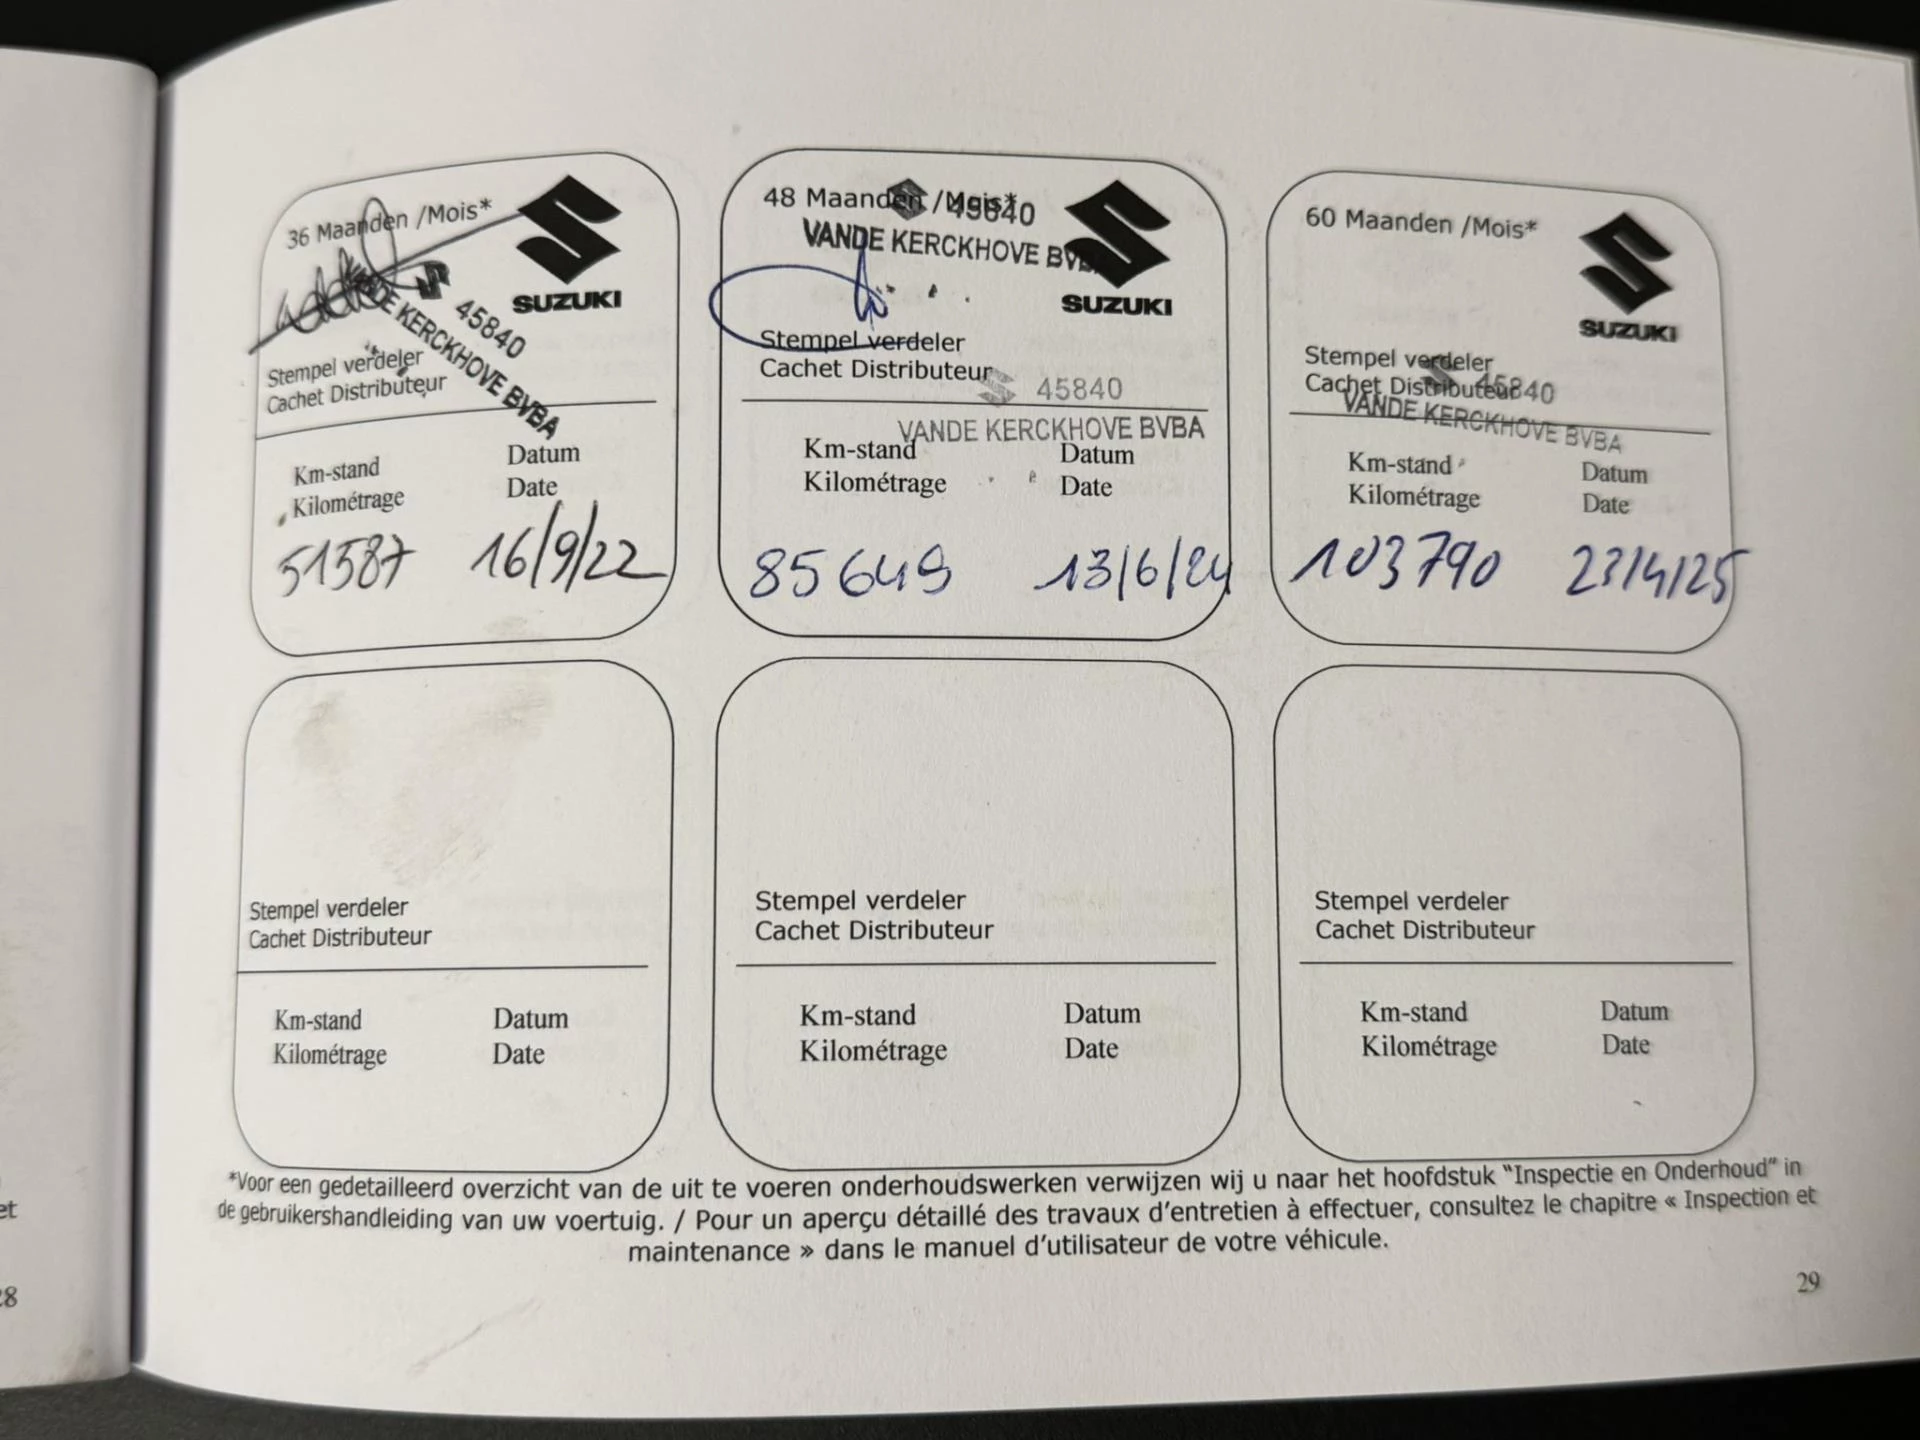 36 Maanden /Mois*
SUZUKI
45840
VANDE KERCKHOVE BVBA
Stempel verdeler
Cachet Distributeur
Km-stand
Kilométrage
Datum
Date
51587
16/9/22
48 Maanden /Mois*
45840
VANDE KERCKHOVE BVBA
SUZUKI
Stempel verdeler
Cachet Distributeur
45840
VANDE KERCKHOVE BVBA
Km-stand
Kilométrage
Datum
Date
85649
13/6/24
60 Maanden /Mois*
SUZUKI
Stempel verdeler
Cachet Distributeur
45840
VANDE KERCKHOVE BVBA
Km-stand
Kilométrage
Datum
Date
103790
23/4/25
Stempel verdeler
Cachet Distributeur
Km-stand
Kilométrage
Datum
Date
Stempel verdeler
Cachet Distributeur
Km-stand
Kilométrage
Datum
Date
Stempel verdeler
Cachet Distributeur
Km-stand
Kilométrage
Datum
Date
*Voor een gedetailleerd overzicht van de uit te voeren onderhoudswerken verwijzen wij u naar het hoofdstuk “Inspectie en Onderhoud” in
de gebruikershandleiding van uw voertuig. / Pour un aperçu détaillé des travaux d’entretien à effectuer, consultez le chapitre « Inspection et
maintenance » dans le manuel d’utilisateur de votre véhicule.
29